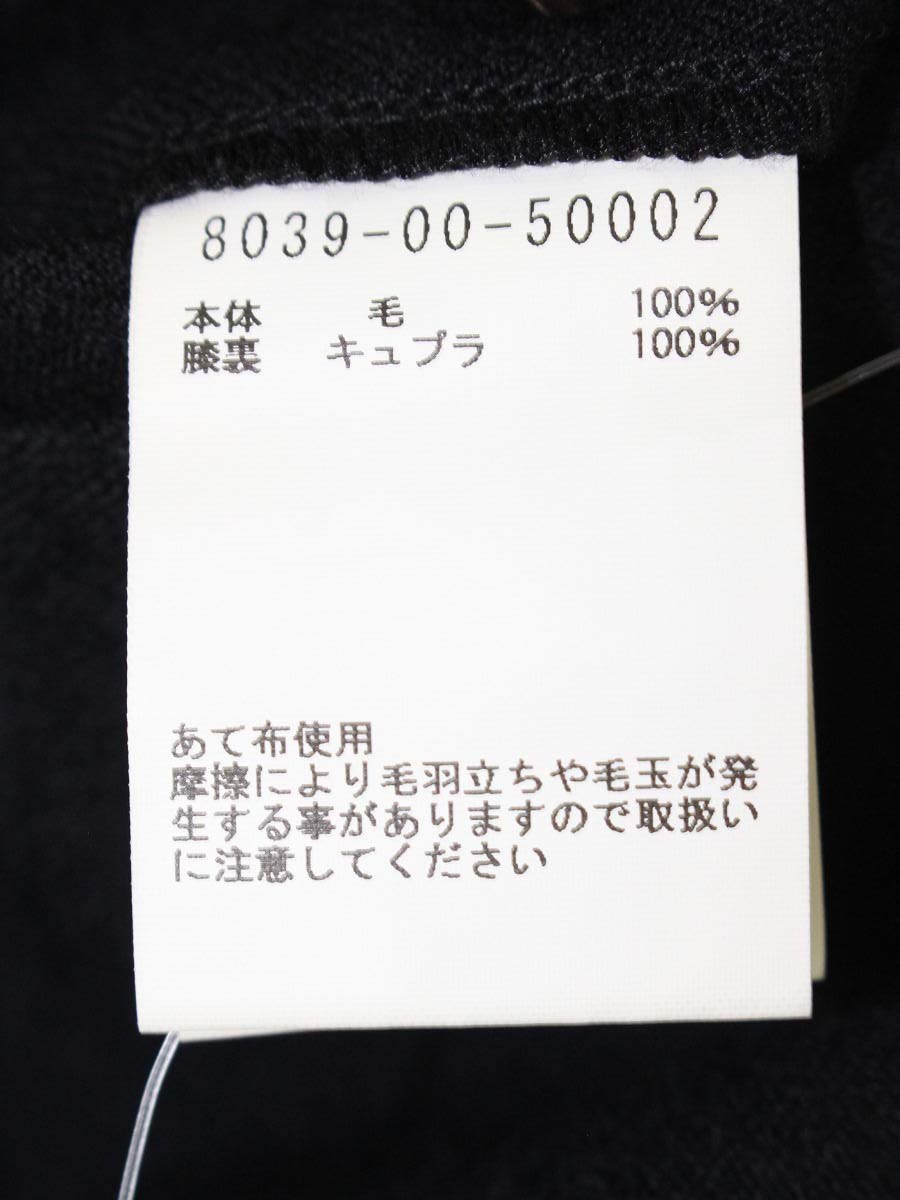 8039-00-50002
本体 毛 100%
膝裏 キュプラ 100%
あて布使用
摩擦により毛羽立ちや毛玉が発
生する事がありますので取扱い
に注意してください